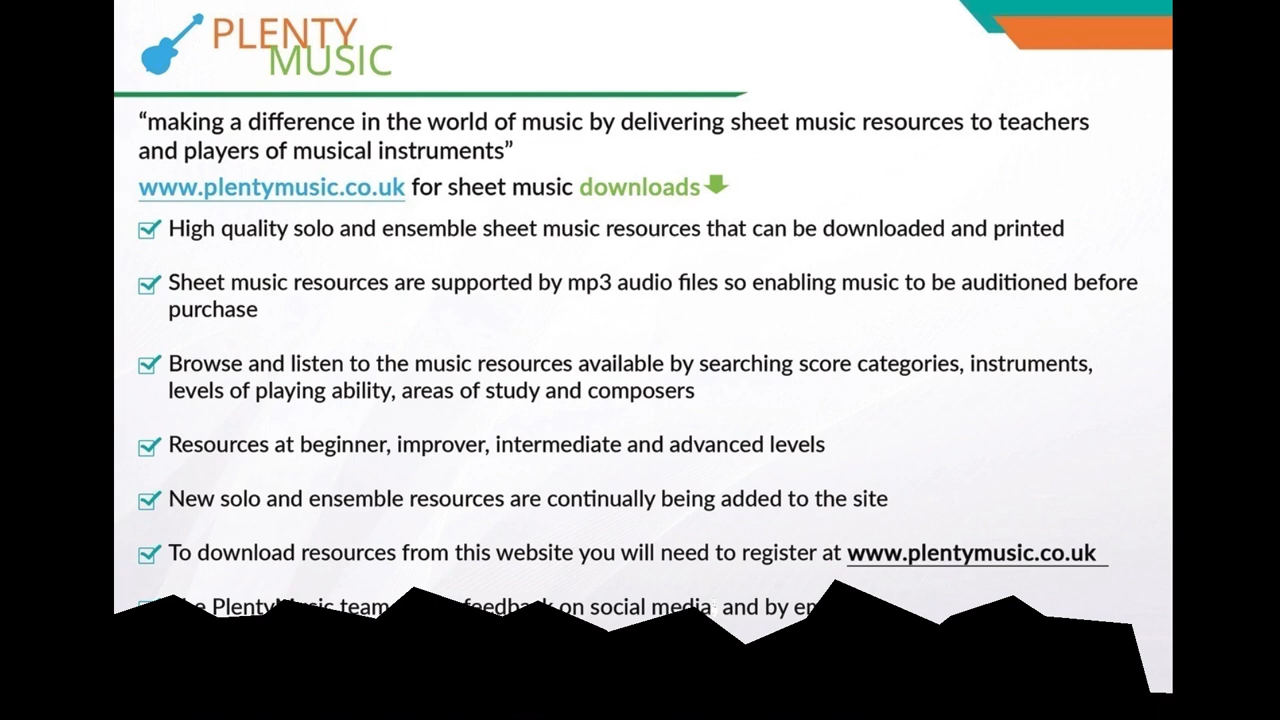 PLENTY
MUSIC
“making a difference in the world of music by delivering sheet music resources to teachers
and players of musical instruments”
www.plentymusic.co.uk for sheet music downloads
High quality solo and ensemble sheet music resources that can be downloaded and printed
Sheet music resources are supported by mp3 audio files so enabling music to be auditioned before
purchase
Browse and listen to the music resources available by searching score categories, instruments,
levels of playing ability, areas of study and composers
Resources at beginner, improver, intermediate and advanced levels
New solo and ensemble resources are continually being added to the site
To download resources from this website you will need to register at www.plentymusic.co.uk
team feedback on social media and by